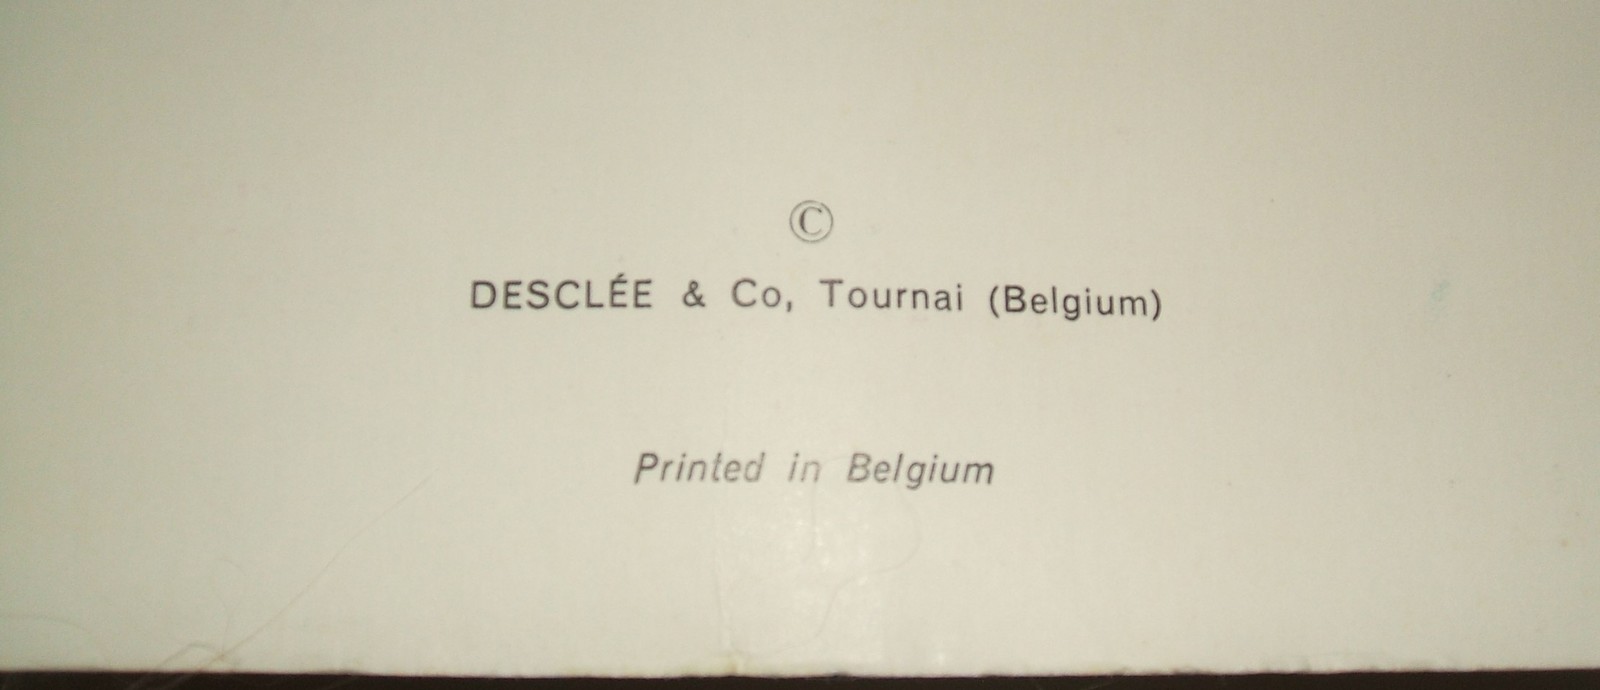 ©
DESCLÉE & Co, Tournai (Belgium)
Printed in Belgium